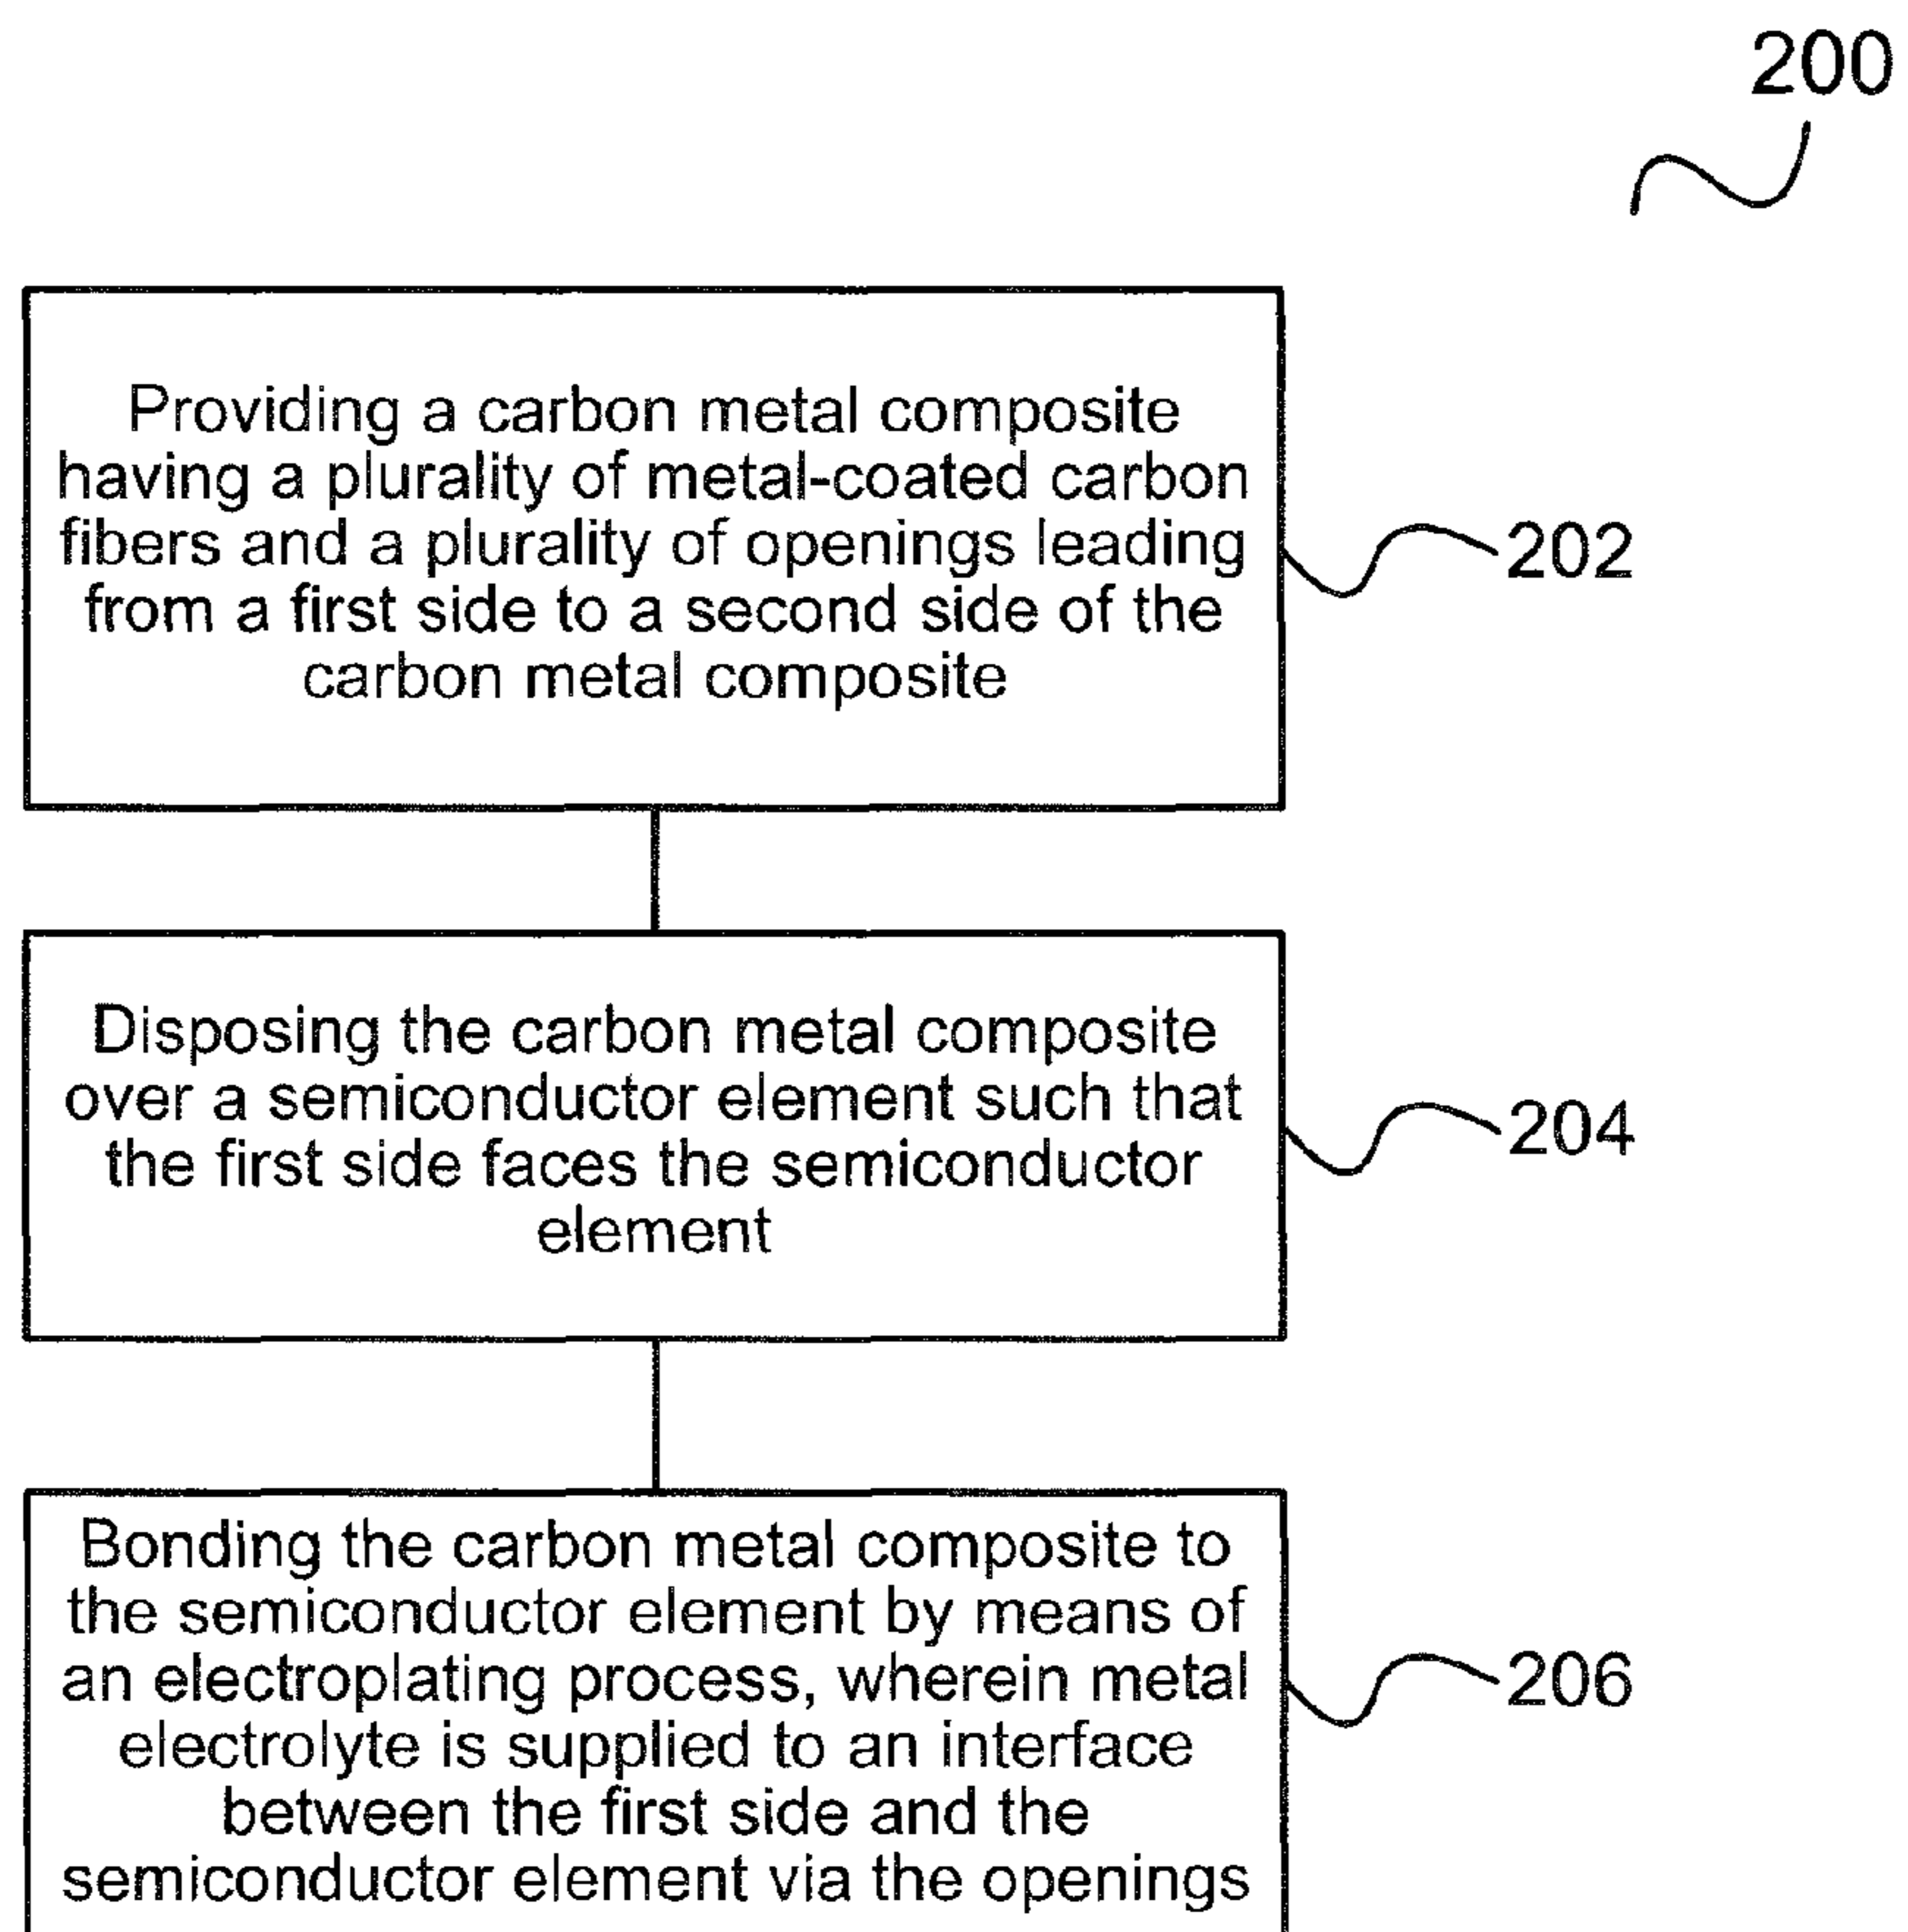 200
Providing a carbon metal composite
having a plurality of metal-coated carbon
fibers and a plurality of openings leading
from a first side to a second side of the
carbon metal composite
202
Disposing the carbon metal composite
over a semiconductor element such that
the first side faces the semiconductor
element
204
Bonding the carbon metal composite to
the semiconductor element by means of
an electroplating process, wherein metal
electrolyte is supplied to an interface
between the first side and the
semiconductor element via the openings
206